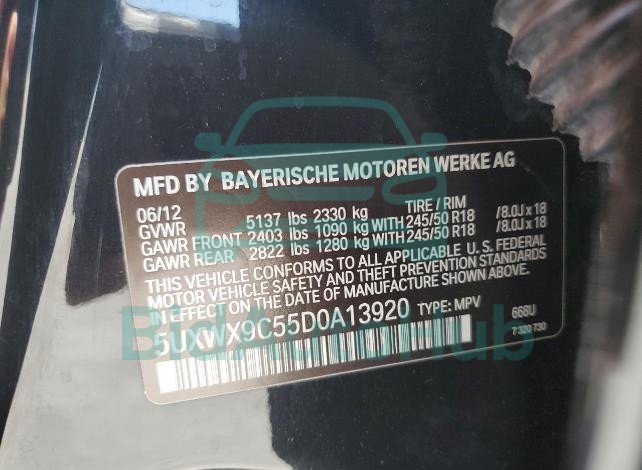 MFD BY BAYERISCHE MOTOREN WERKE AG
06/12 TIRE / RIM
GVWR 5137 lbs 2330 kg
GAWR FRONT 2403 lbs 1090 kg WITH 245/50 R18 /8.0J x 18
GAWR REAR 2822 lbs 1280 kg WITH 245/50 R18 /8.0J x 18
THIS VEHICLE CONFORMS TO ALL APPLICABLE U.S. FEDERAL
MOTOR VEHICLE SAFETY AND THEFT PREVENTION STANDARDS
IN EFFECT ON THE DATE OF MANUFACTURE SHOWN ABOVE.
5UXWX9C55D0A13920 TYPE: MPV 668U
7 320 730
BidAutoHub